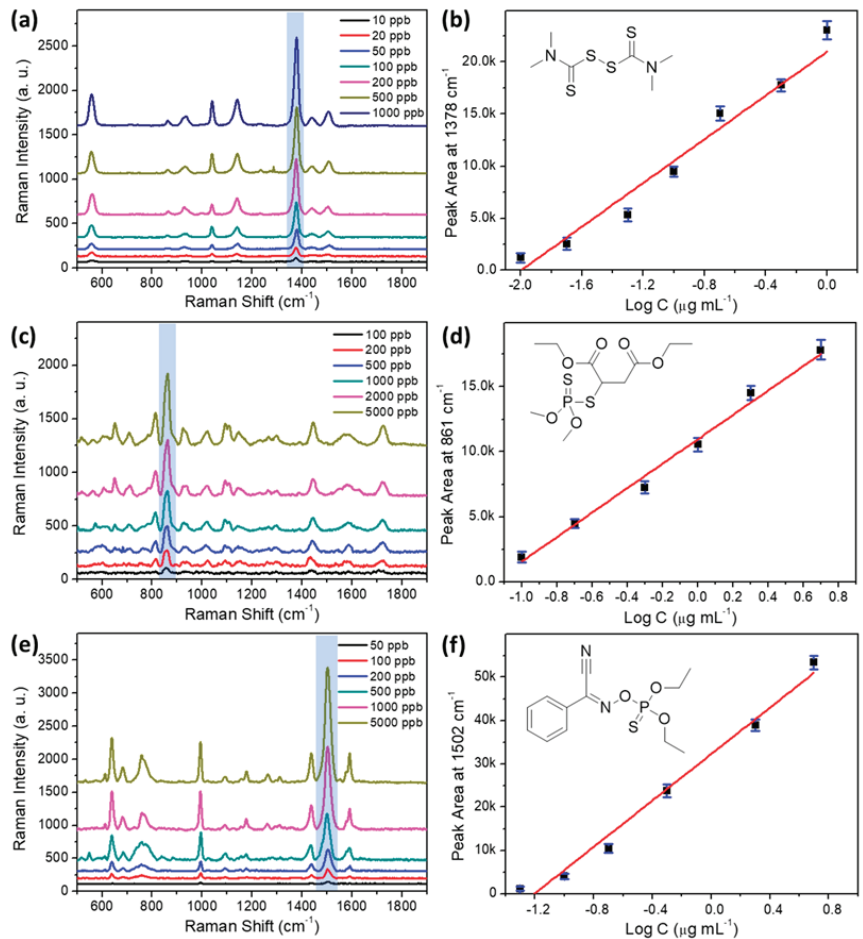 (a)
10 ppb
20 ppb
50 ppb
100 ppb
200 ppb
500 ppb
1000 ppb
2500
2000
1500
1000
500
0
Raman Intensity (a. u.)
600 800 1000 1200 1400 1600 1800
Raman Shift (cm⁻¹)
(b)
N
S
S
S
S
N
20.0k
15.0k
10.0k
5.0k
0.0
Peak Area at 1378 cm⁻¹
-2.0 -1.6 -1.2 -0.8 -0.4 0.0
Log C (μg mL⁻¹)
(c)
100 ppb
200 ppb
500 ppb
1000 ppb
2000 ppb
5000 ppb
2000
1500
1000
500
0
Raman Intensity (a. u.)
600 800 1000 1200 1400 1600 1800
Raman Shift (cm⁻¹)
(d)
O O O
S O
P S
O O
15.0k
10.0k
5.0k
0.0
Peak Area at 861 cm⁻¹
-1.0 -0.8 -0.6 -0.4 -0.2 0.0 0.2 0.4 0.6 0.8
Log C (μg mL⁻¹)
(e)
50 ppb
100 ppb
200 ppb
500 ppb
1000 ppb
5000 ppb
3500
3000
2500
2000
1500
1000
500
0
Raman Intensity (a. u.)
600 800 1000 1200 1400 1600 1800
Raman Shift (cm⁻¹)
(f)
N
O O
N P
S O
50k
40k
30k
20k
10k
0
Peak Area at 1502 cm⁻¹
-1.2 -0.8 -0.4 0.0 0.4 0.8
Log C (μg mL⁻¹)